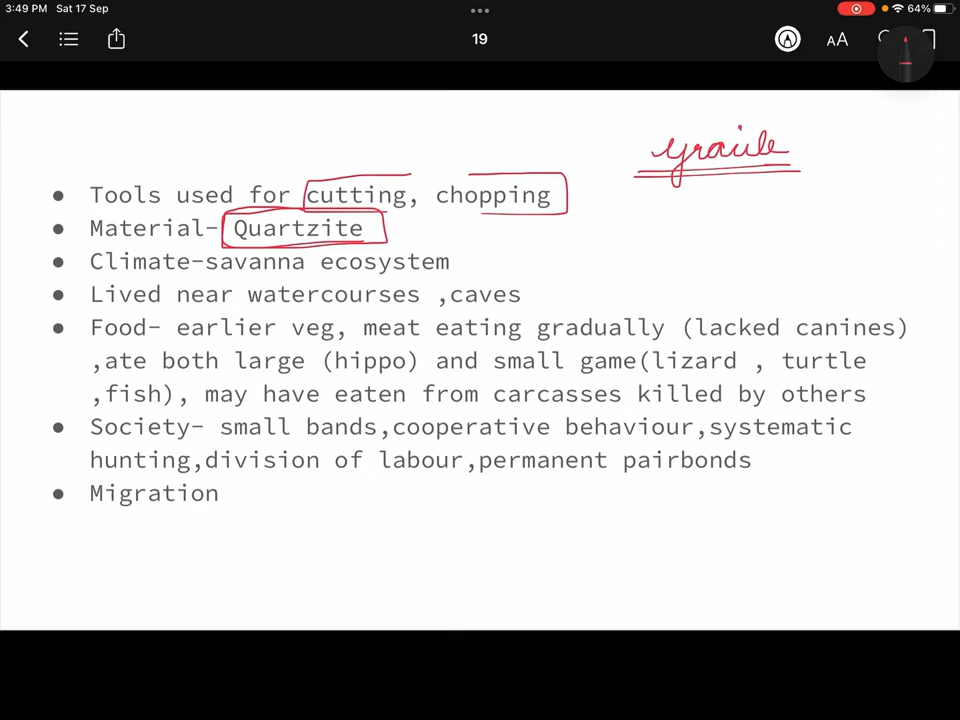 3:49 PM Sat 17 Sep
64%
19
AA
● Tools used for cutting, chopping
● Material- Quartzite
● Climate-savanna ecosystem
● Lived near watercourses ,caves
● Food- earlier veg, meat eating gradually (lacked canines)
,ate both large (hippo) and small game(lizard , turtle
,fish), may have eaten from carcasses killed by others
● Society- small bands,cooperative behaviour,systematic
hunting,division of labour,permanent pairbonds
● Migration